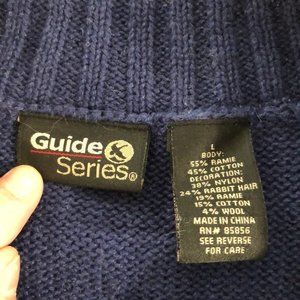 Guide
Series®
L
BODY:
55% RAMIE
45% COTTON
DECORATION:
38% NYLON
24% RABBIT HAIR
19% RAMIE
15% COTTON
4% WOOL
MADE IN CHINA
RN# 85856
SEE REVERSE
FOR CARE